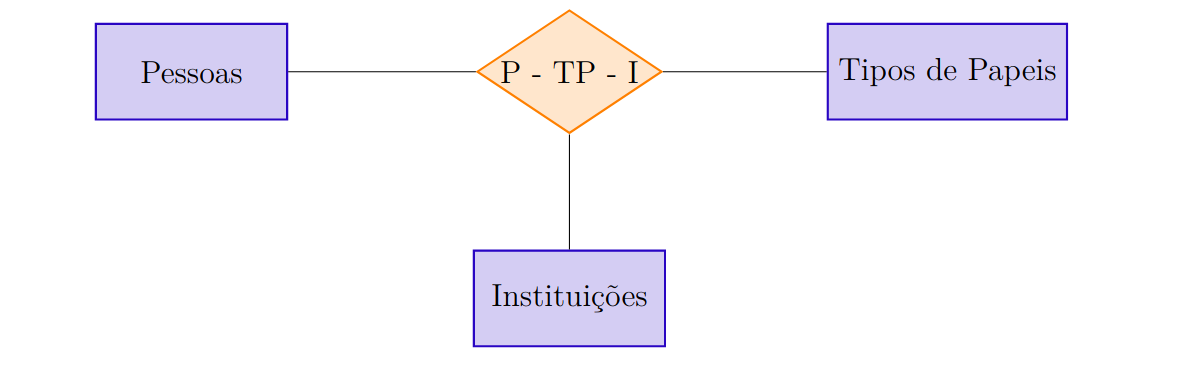 Pessoas
P - TP - I
Tipos de Papeis
Instituições